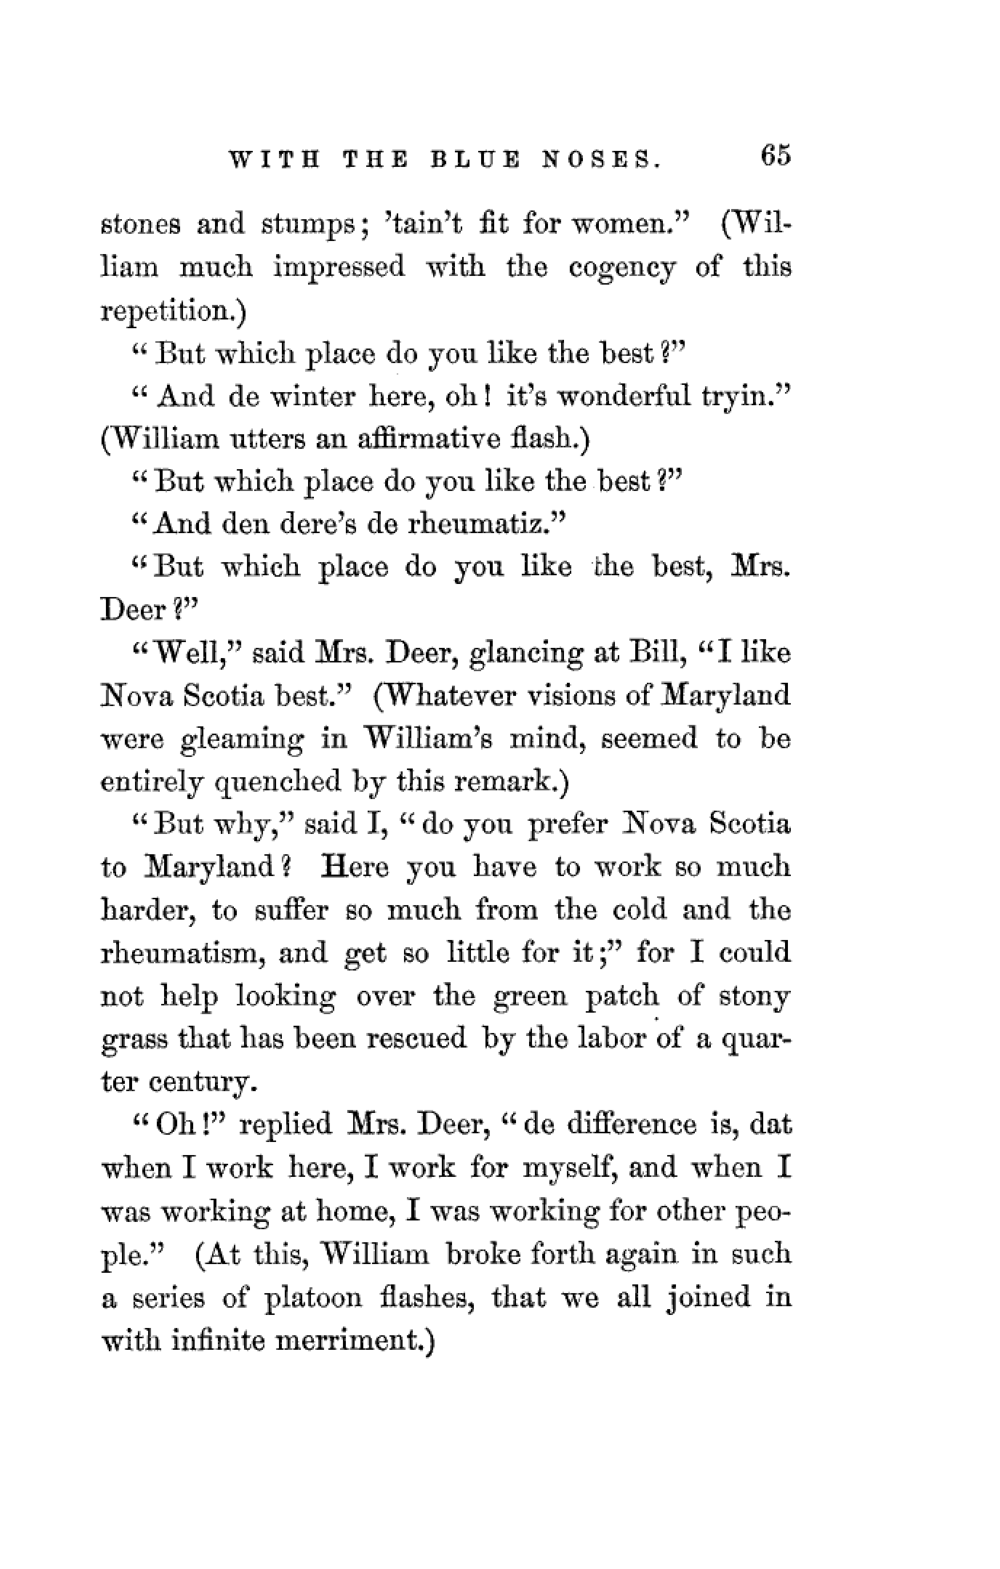 WITH THE BLUE NOSES. 65
stones and stumps; ’tain’t fit for women.” (Wil-
liam much impressed with the cogency of this
repetition.)
“But which place do you like the best?”
“And de winter here, oh! it’s wonderful tryin.”
(William utters an affirmative flash.)
“But which place do you like the best?”
“And den dere’s de rheumatiz.”
“But which place do you like the best, Mrs.
Deer?”
“Well,” said Mrs. Deer, glancing at Bill, “I like
Nova Scotia best.” (Whatever visions of Maryland
were gleaming in William’s mind, seemed to be
entirely quenched by this remark.)
“But why,” said I, “do you prefer Nova Scotia
to Maryland? Here you have to work so much
harder, to suffer so much from the cold and the
rheumatism, and get so little for it;” for I could
not help looking over the green patch of stony
grass that has been rescued by the labor of a quar-
ter century.
“Oh!” replied Mrs. Deer, “de difference is, dat
when I work here, I work for myself, and when I
was working at home, I was working for other peo-
ple.” (At this, William broke forth again in such
a series of platoon flashes, that we all joined in
with infinite merriment.)